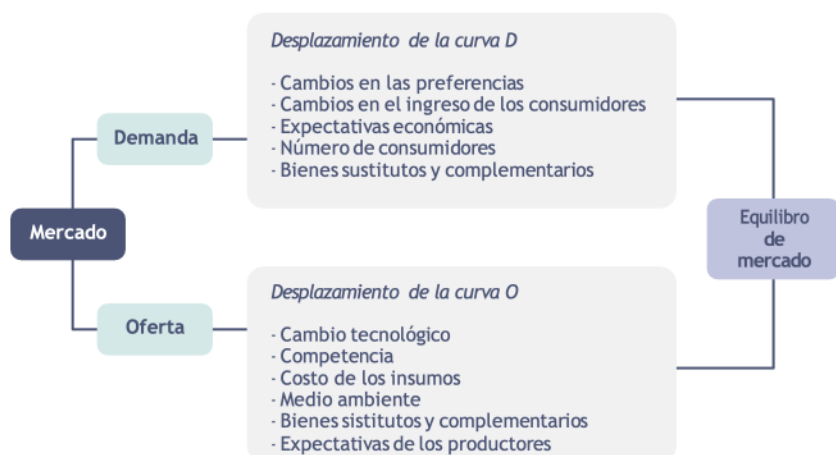 Mercado
Demanda
Desplazamiento de la curva D
- Cambios en las preferencias
- Cambios en el ingreso de los consumidores
- Expectativas económicas
- Número de consumidores
- Bienes sustitutos y complementarios
Oferta
Desplazamiento de la curva O
- Cambio tecnológico
- Competencia
- Costo de los insumos
- Medio ambiente
- Bienes sistitutos y complementarios
- Expectativas de los productores
Equilibro
de
mercado